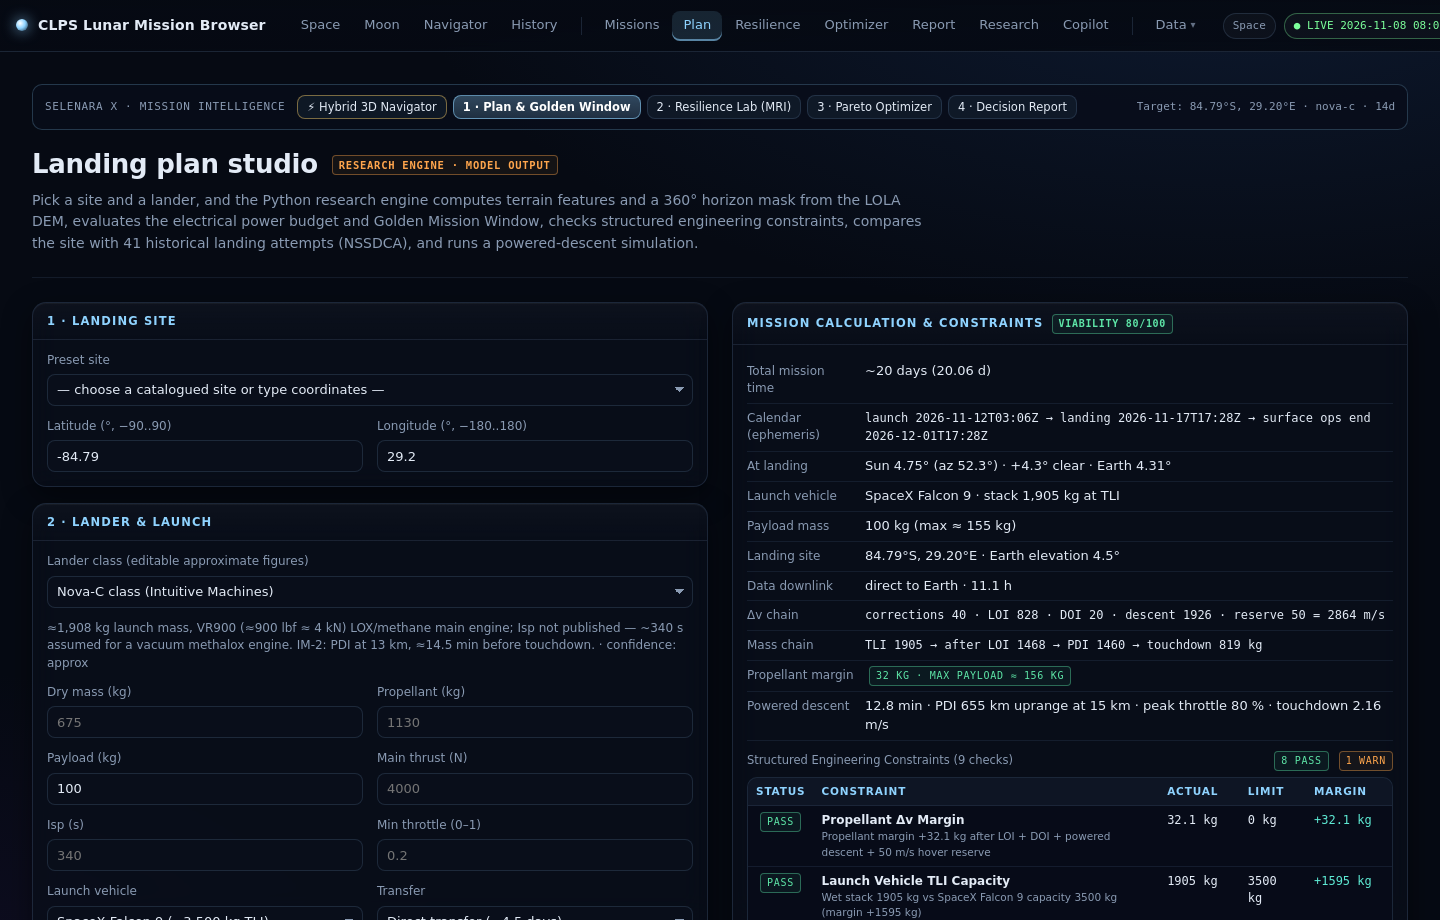 CLPS Lunar Mission Browser
Space Moon Navigator History Missions Plan Resilience Optimizer Report Research Copilot Data ▾ Space ● LIVE 2026-11-08 08:0
SELENARA X · MISSION INTELLIGENCE ⚡ Hybrid 3D Navigator 1 · Plan & Golden Window 2 · Resilience Lab (MRI) 3 · Pareto Optimizer 4 · Decision Report Target: 84.79°S, 29.20°E · nova-c · 14d
Landing plan studio RESEARCH ENGINE · MODEL OUTPUT
Pick a site and a lander, and the Python research engine computes terrain features and a 360° horizon mask from the LOLA
DEM, evaluates the electrical power budget and Golden Mission Window, checks structured engineering constraints, compares
the site with 41 historical landing attempts (NSSDCA), and runs a powered-descent simulation.
1 · LANDING SITE
Preset site
— choose a catalogued site or type coordinates —
Latitude (°, −90..90) Longitude (°, −180..180)
-84.79 29.2
2 · LANDER & LAUNCH
Lander class (editable approximate figures)
Nova-C class (Intuitive Machines)
≈1,908 kg launch mass, VR900 (≈900 lbf ≈ 4 kN) LOX/methane main engine; Isp not published — ~340 s
assumed for a vacuum methalox engine. IM-2: PDI at 13 km, ≈14.5 min before touchdown. · confidence:
approx
Dry mass (kg) Propellant (kg)
675 1130
Payload (kg) Main thrust (N)
100 4000
Isp (s) Min throttle (0–1)
340 0.2
Launch vehicle Transfer
SpaceX Falcon 9 (~3,500 kg TLI) Direct transfer (~4.5 days)
MISSION CALCULATION & CONSTRAINTS VIABILITY 80/100
Total mission
time
~20 days (20.06 d)
Calendar
(ephemeris)
launch 2026-11-12T03:06Z → landing 2026-11-17T17:28Z → surface ops end
2026-12-01T17:28Z
At landing Sun 4.75° (az 52.3°) · +4.3° clear · Earth 4.31°
Launch vehicle SpaceX Falcon 9 · stack 1,905 kg at TLI
Payload mass 100 kg (max ≈ 155 kg)
Landing site 84.79°S, 29.20°E · Earth elevation 4.5°
Data downlink direct to Earth · 11.1 h
Δv chain corrections 40 · LOI 828 · DOI 20 · descent 1926 · reserve 50 = 2864 m/s
Mass chain TLI 1905 → after LOI 1468 → PDI 1460 → touchdown 819 kg
Propellant margin 32 KG · MAX PAYLOAD ≈ 156 KG
Powered descent 12.8 min · PDI 655 km uprange at 15 km · peak throttle 80 % · touchdown 2.16
m/s
Structured Engineering Constraints (9 checks) 8 PASS 1 WARN
STATUS CONSTRAINT ACTUAL LIMIT MARGIN
PASS Propellant Δv Margin 32.1 kg 0 kg +32.1 kg
Propellant margin +32.1 kg after LOI + DOI + powered
descent + 50 m/s hover reserve
PASS Launch Vehicle TLI Capacity 1905 kg 3500 kg +1595 kg
Wet stack 1905 kg vs SpaceX Falcon 9 capacity 3500 kg
(margin +1595 kg)